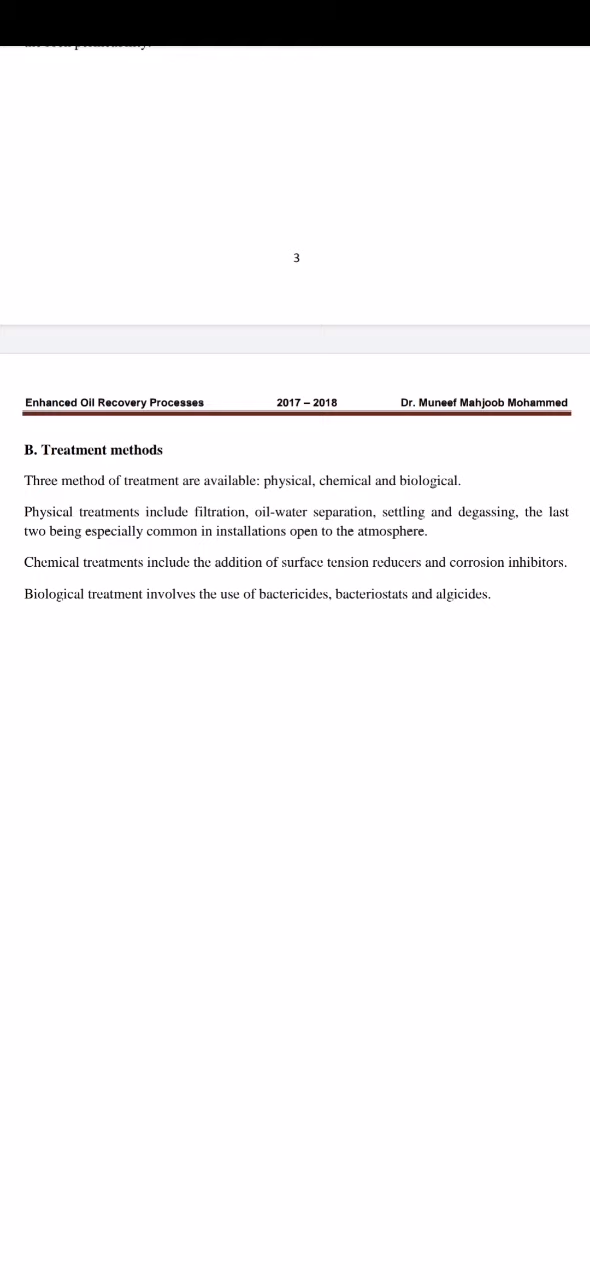 3
Enhanced Oil Recovery Processes 2017 – 2018 Dr. Muneef Mahjoob Mohammed
B. Treatment methods
Three method of treatment are available: physical, chemical and biological.
Physical treatments include filtration, oil-water separation, settling and degassing, the last
two being especially common in installations open to the atmosphere.
Chemical treatments include the addition of surface tension reducers and corrosion inhibitors.
Biological treatment involves the use of bactericides, bacteriostats and algicides.